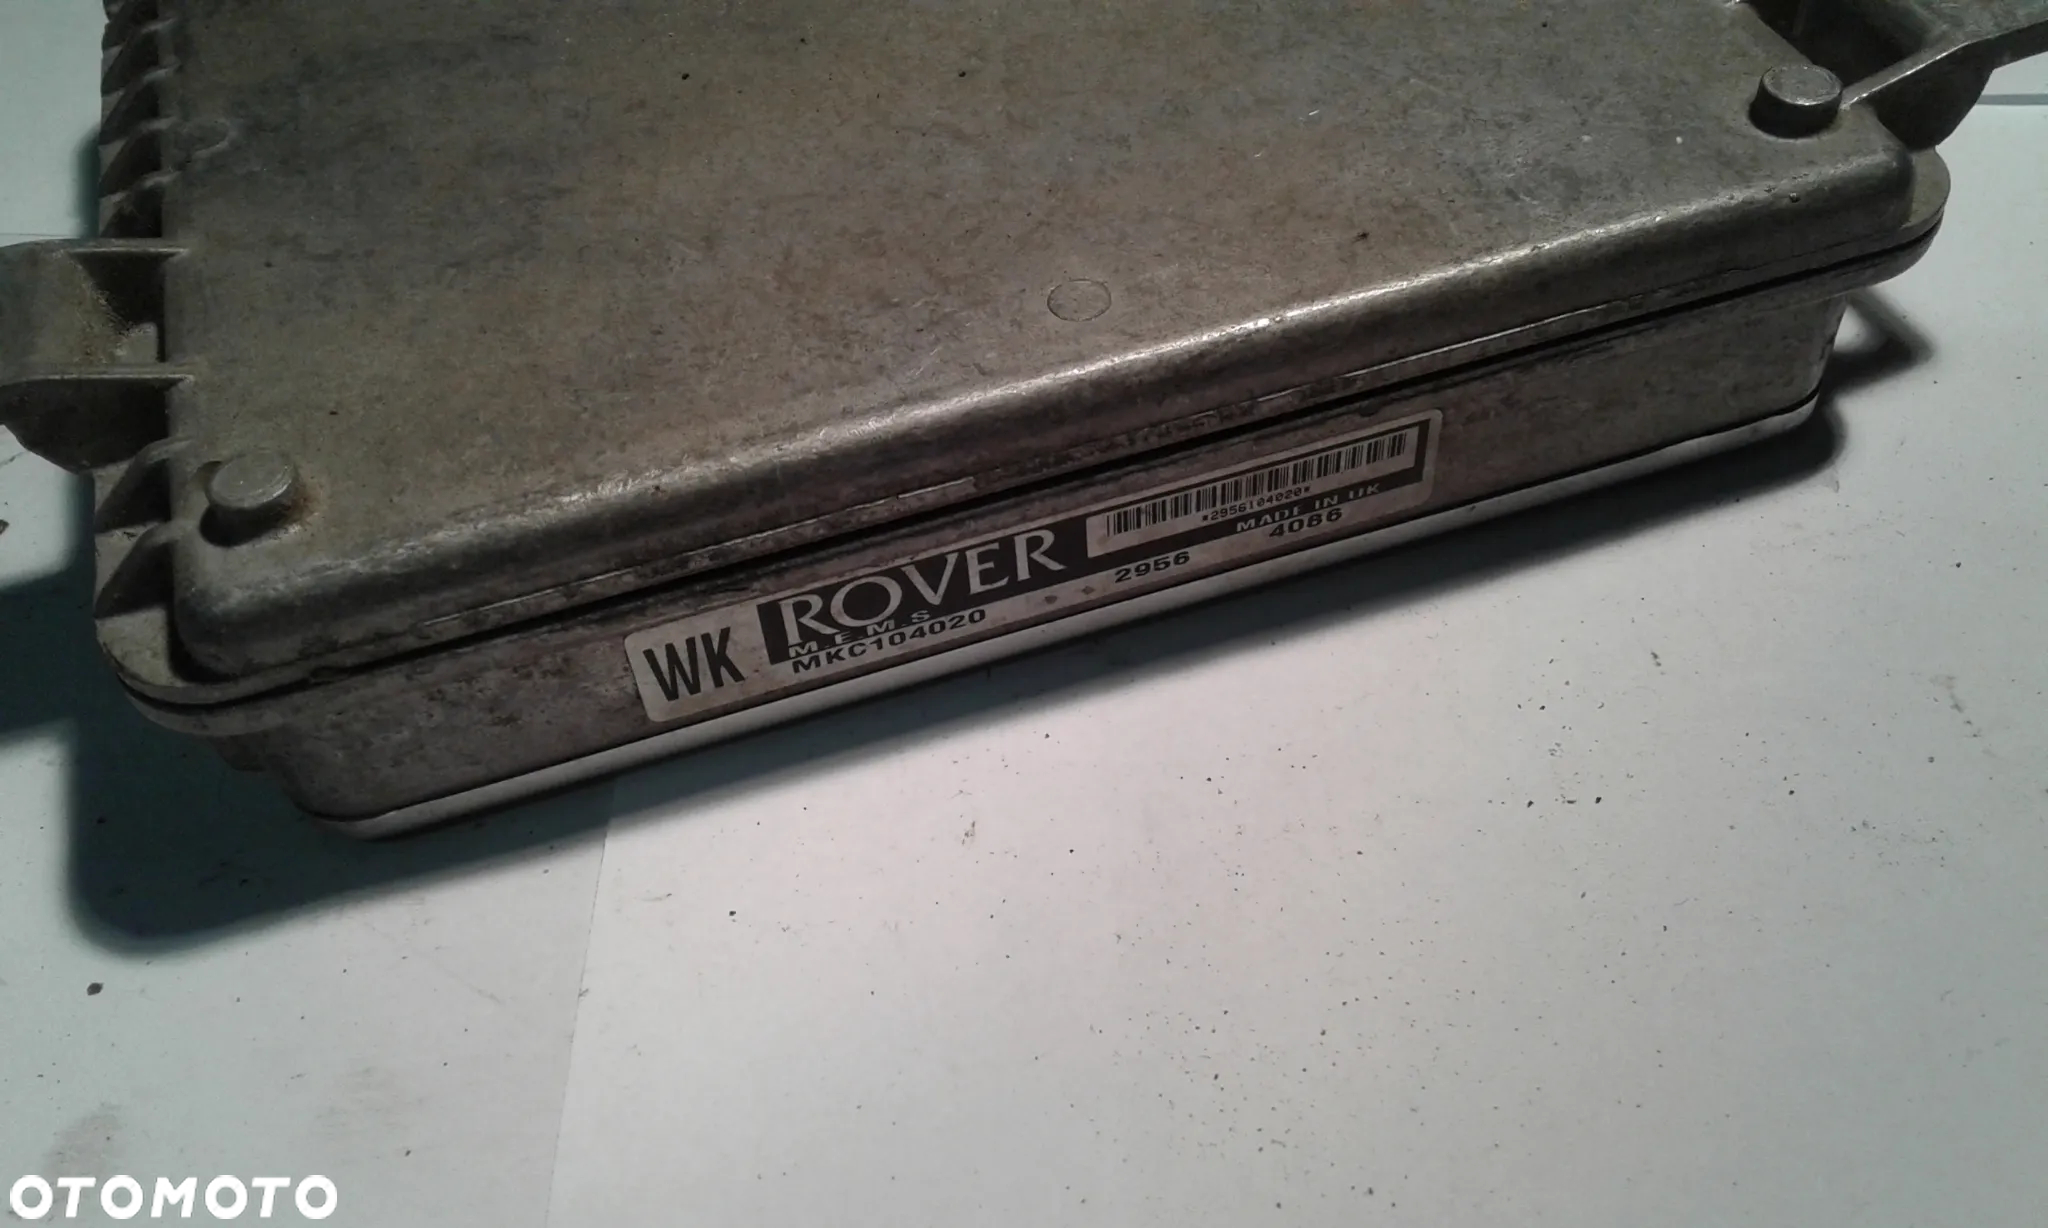 WK
ROVER
M.E.M.S
MKC104020
*2956104020*
MADE IN UK
2956
4086
OTOMOTO